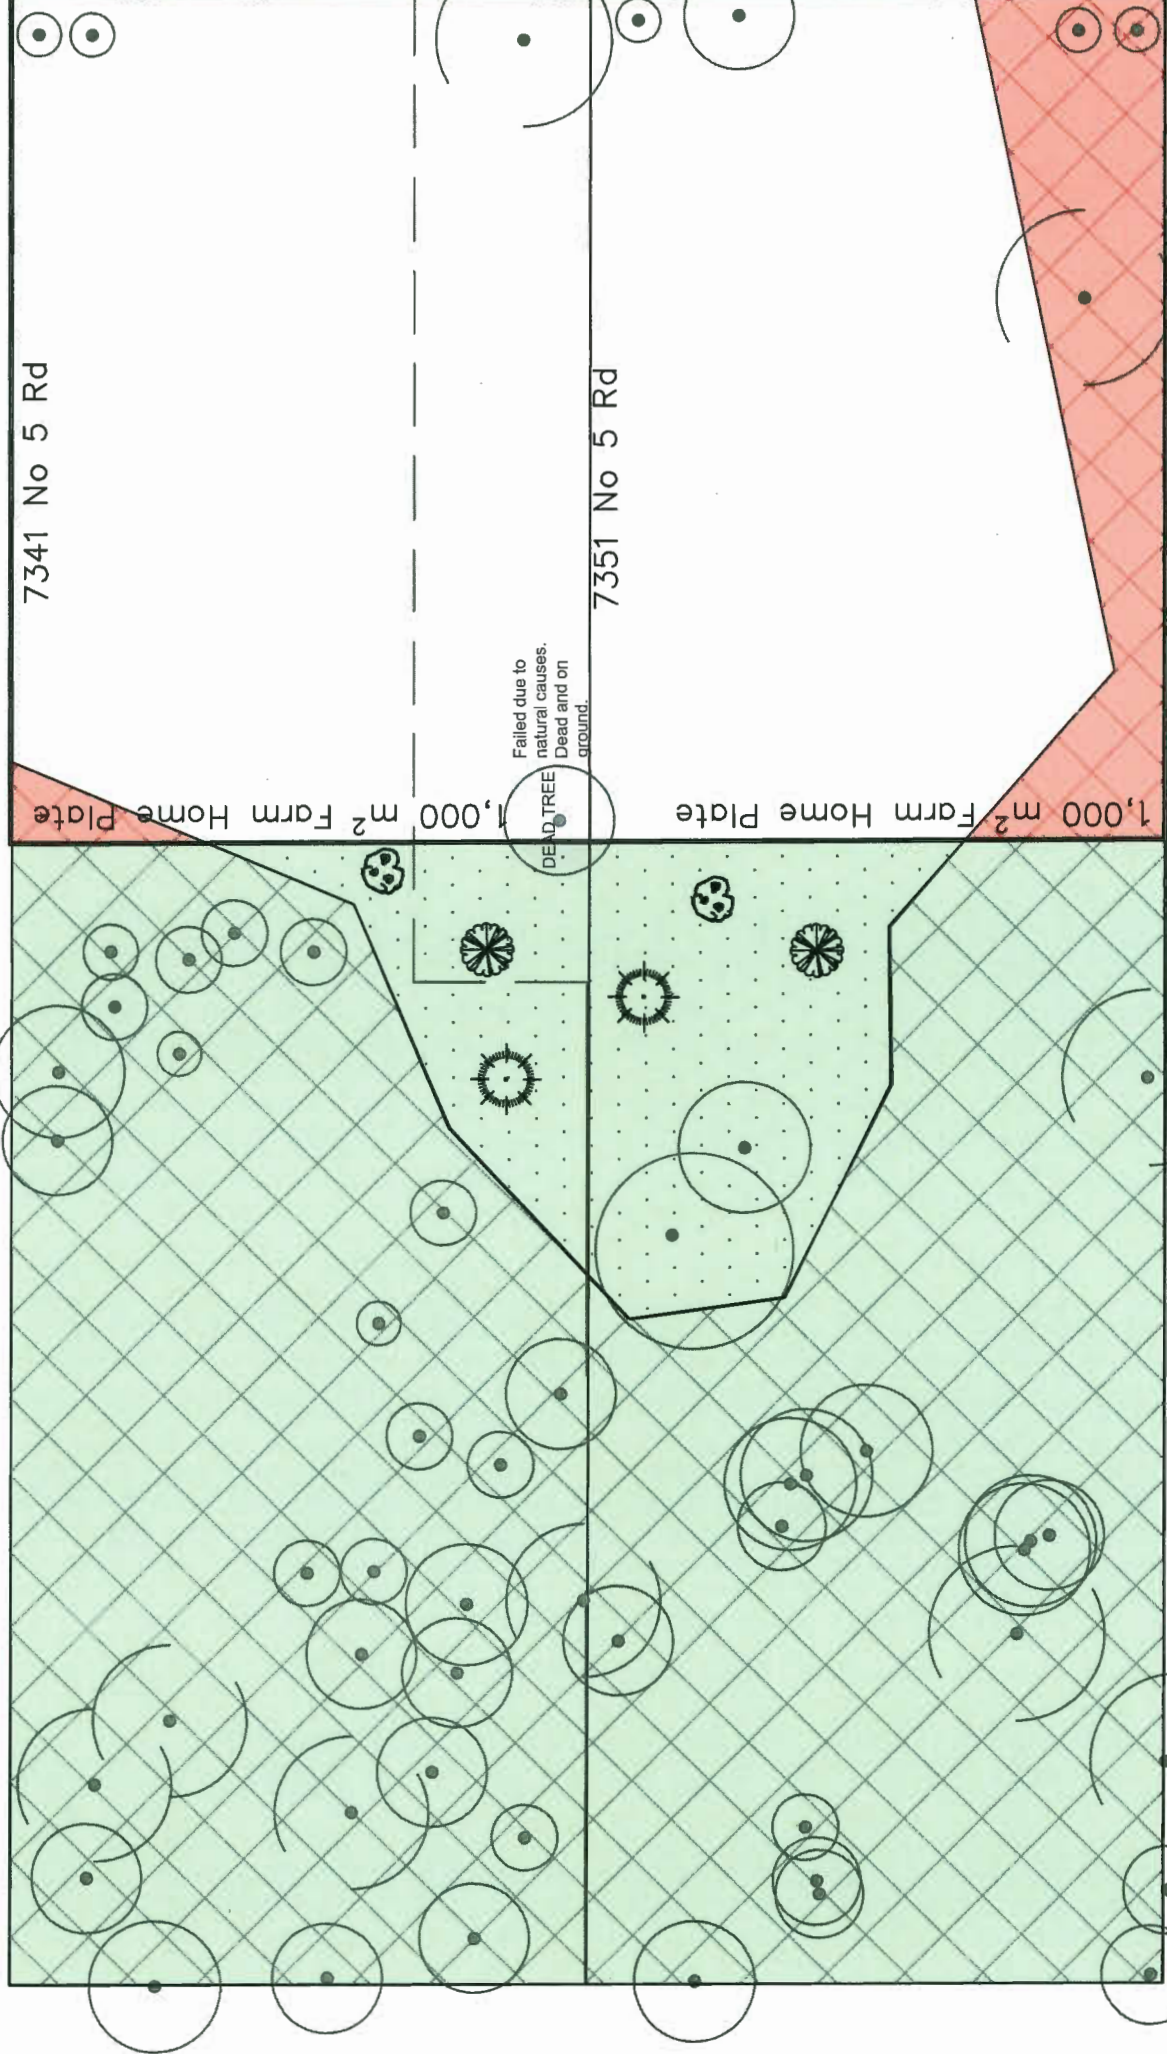 7341 No 5 Rd
7351 No 5 Rd
Failed due to
natural causes.
Dead and on
ground.
DEAD TREE
1,000 m² Farm Home Plate
1,000 m² Farm Home Plate